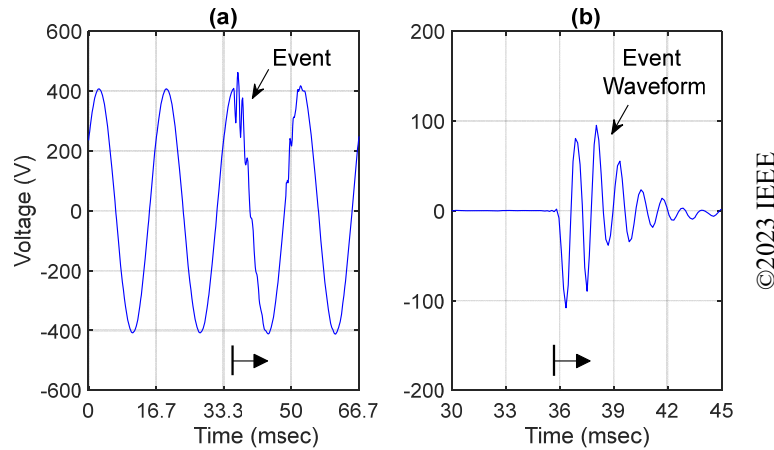 (a)
600
400
200
0
-200
-400
-600
Voltage (V)
Event
0 16.7 33.3 50 66.7
Time (msec)
(b)
200
100
0
-100
-200
Event
Waveform
30 33 36 39 42 45
Time (msec)
©2023 IEEE